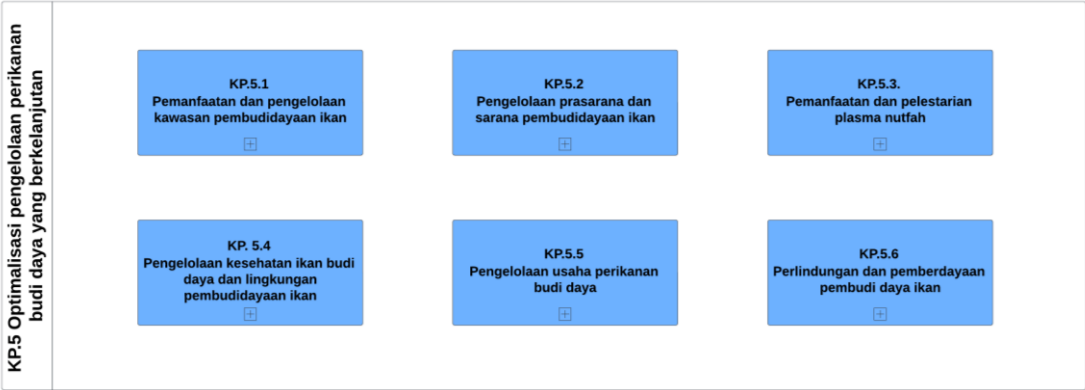 KP.5 Optimalisasi pengelolaan perikanan
budi daya yang berkelanjutan
KP.5.1
Pemanfaatan dan pengelolaan
kawasan pembudidayaan ikan
KP.5.2
Pengelolaan prasarana dan
sarana pembudidayaan ikan
KP.5.3.
Pemanfaatan dan pelestarian
plasma nutfah
KP. 5.4
Pengelolaan kesehatan ikan budi
daya dan lingkungan
pembudidayaan ikan
KP.5.5
Pengelolaan usaha perikanan
budi daya
KP.5.6
Perlindungan dan pemberdayaan
pembudi daya ikan